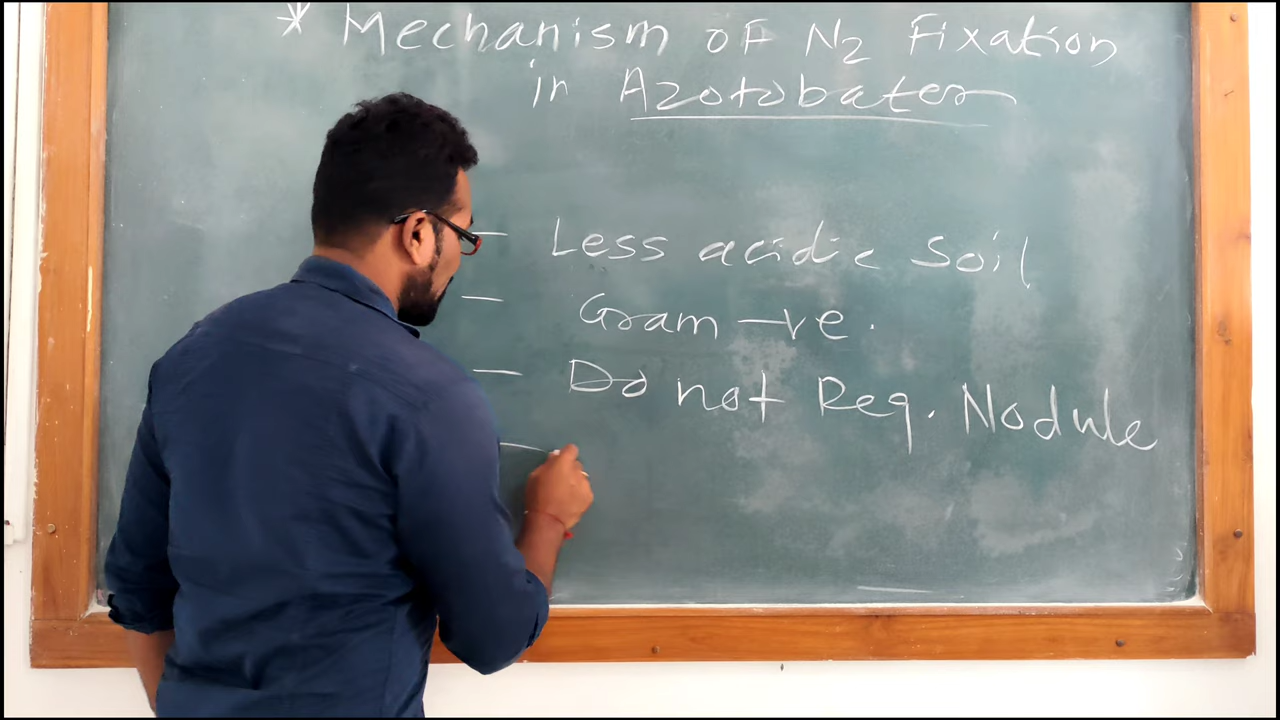 * Mechanism of N2 Fixation
in Azotobater
- Less acidic Soil
- Gram -ve.
- Do not Req. Nodule
-